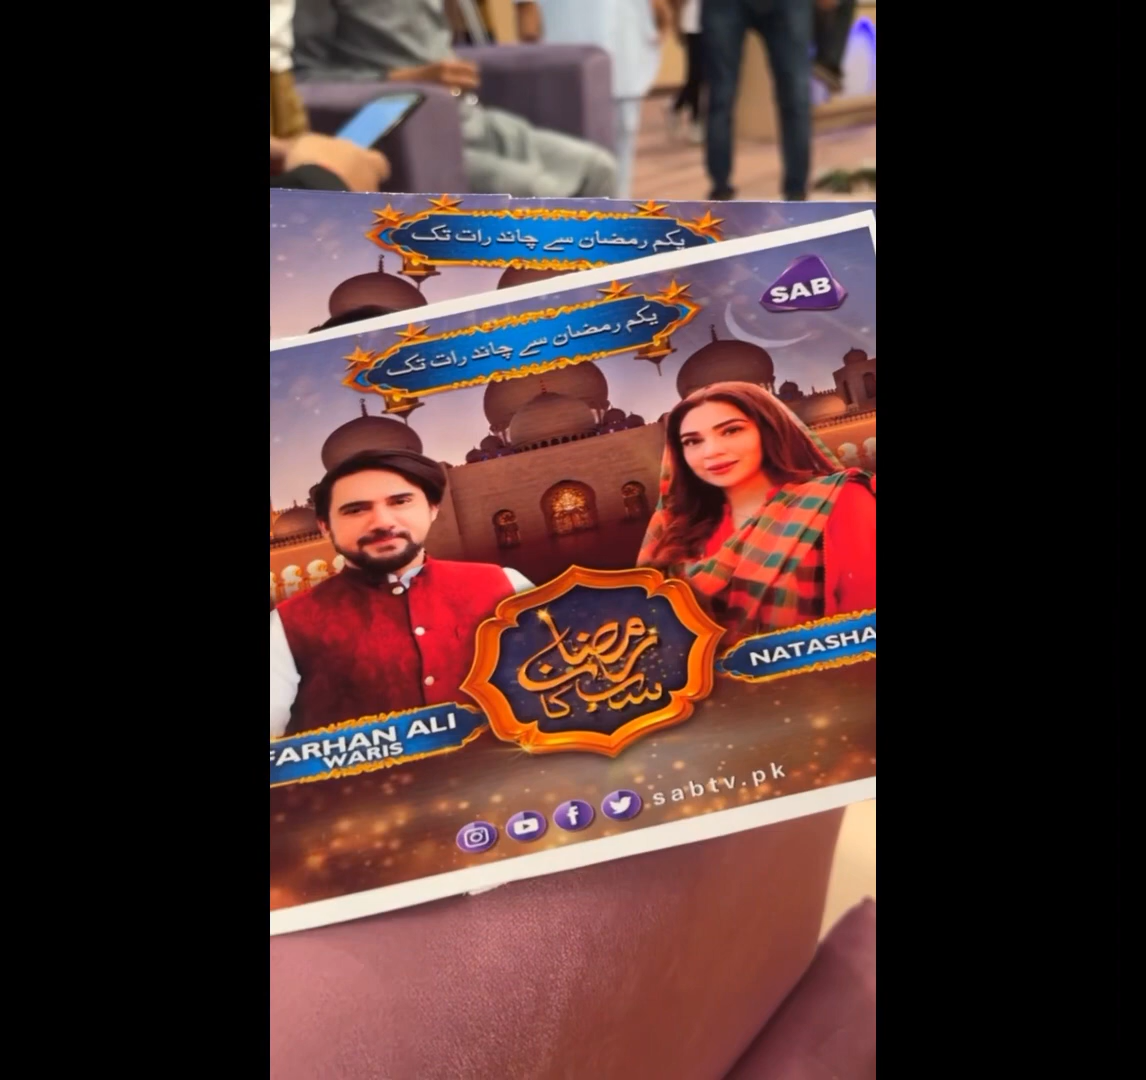 یکم رمضان سے چاند رات تک
SAB
یکم رمضان سے چاند رات تک
NATASHA
رمضان
سب کا
FARHAN ALI
WARIS
sabtv.pk